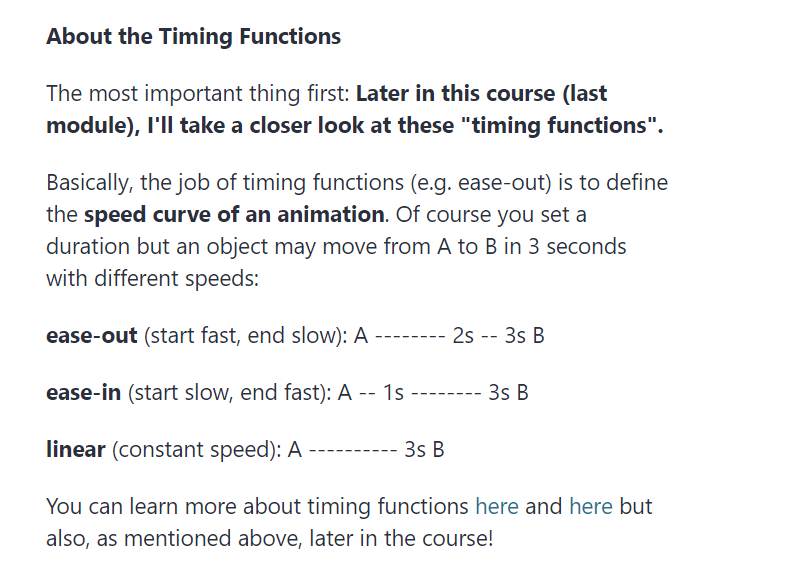 About the Timing Functions
The most important thing first: Later in this course (last
module), I'll take a closer look at these "timing functions".
Basically, the job of timing functions (e.g. ease-out) is to define
the speed curve of an animation. Of course you set a
duration but an object may move from A to B in 3 seconds
with different speeds:
ease-out (start fast, end slow): A -------- 2s -- 3s B
ease-in (start slow, end fast): A -- 1s -------- 3s B
linear (constant speed): A ---------- 3s B
You can learn more about timing functions here and here but
also, as mentioned above, later in the course!